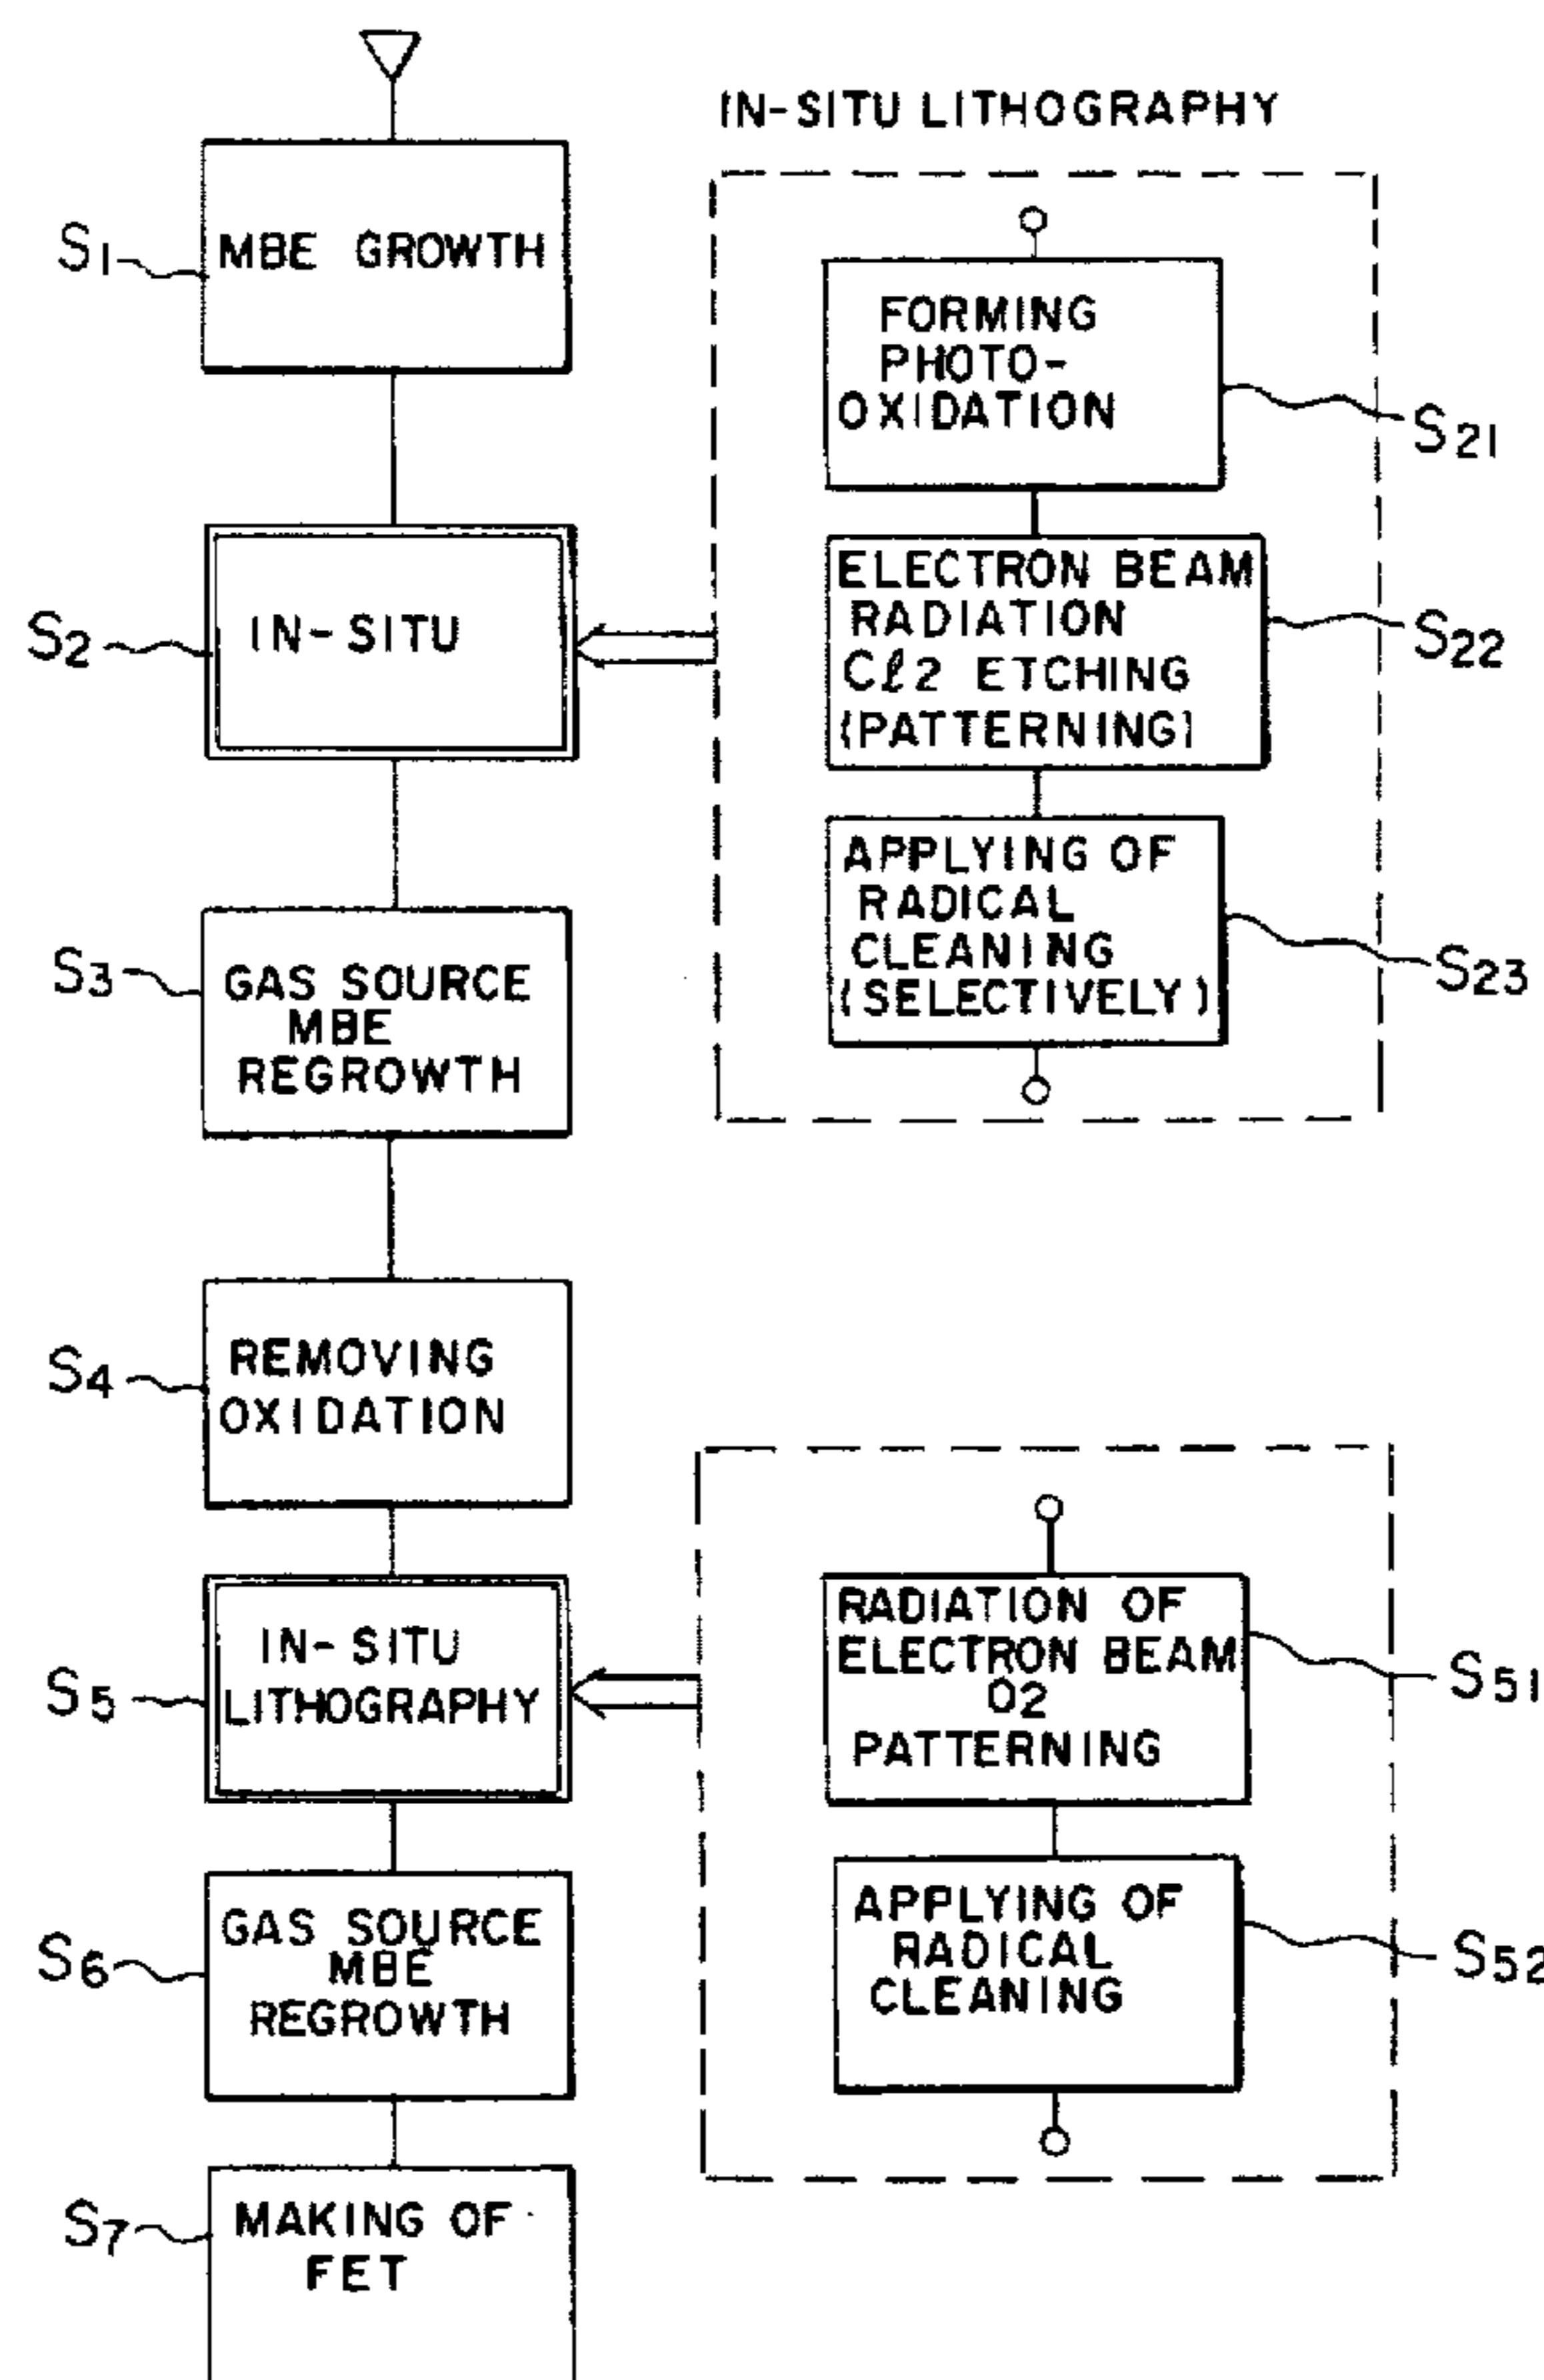 S1
MBE GROWTH
S2
IN-SITU
S3
GAS SOURCE
MBE
REGROWTH
S4
REMOVING
OXIDATION
S5
IN-SITU
LITHOGRAPHY
S6
GAS SOURCE
MBE
REGROWTH
S7
MAKING OF
FET
IN-SITU LITHOGRAPHY
FORMING
PHOTO-
OXIDATION
S21
ELECTRON BEAM
RADIATION
Cℓ2 ETCHING
(PATTERNING)
S22
APPLYING OF
RADICAL
CLEANING
(SELECTIVELY)
S23
RADIATION OF
ELECTRON BEAM
O2
PATTERNING
S51
APPLYING OF
RADICAL
CLEANING
S52